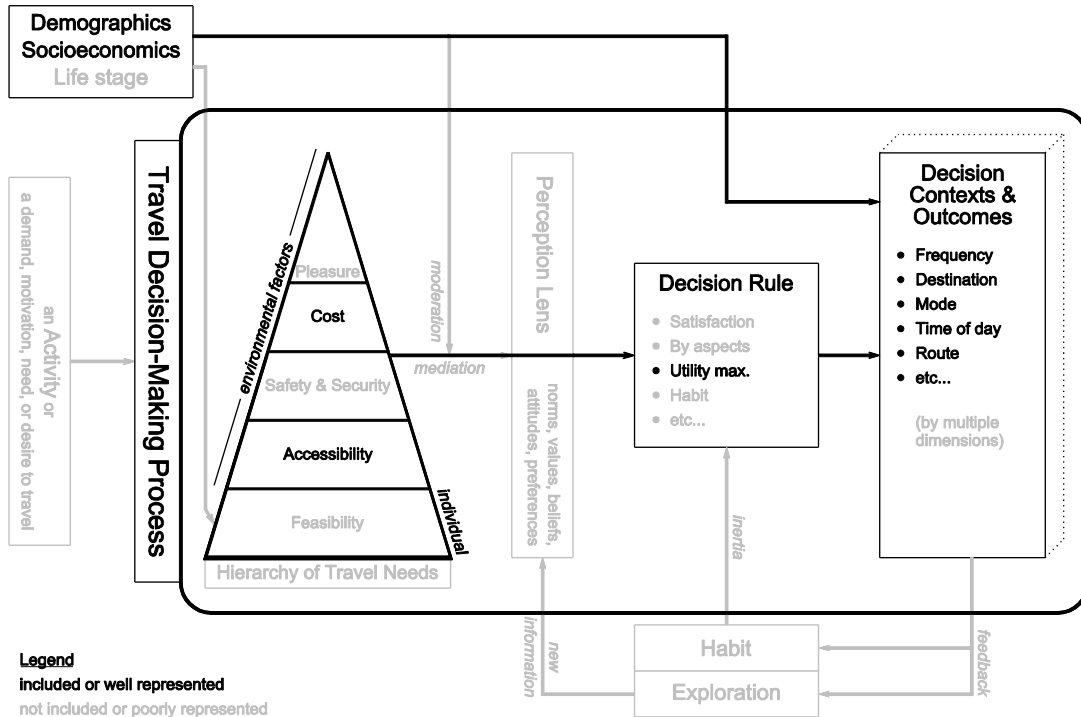 Demographics
Socioeconomics
Life stage
an Activity or
a demand, motivation, need, or desire to travel
Travel Decision-Making Process
environmental factors
Pleasure
Cost
Safety & Security
Accessibility
Feasibility
individual
Hierarchy of Travel Needs
moderation
mediation
Perception Lens
norms, values, beliefs,
attitudes, preferences
Decision Rule
• Satisfaction
• By aspects
• Utility max.
• Habit
• etc...
Decision
Contexts &
Outcomes
• Frequency
• Destination
• Mode
• Time of day
• Route
• etc...
(by multiple
dimensions)
inertia
new
information
Habit
Exploration
feedback
Legend
included or well represented
not included or poorly represented